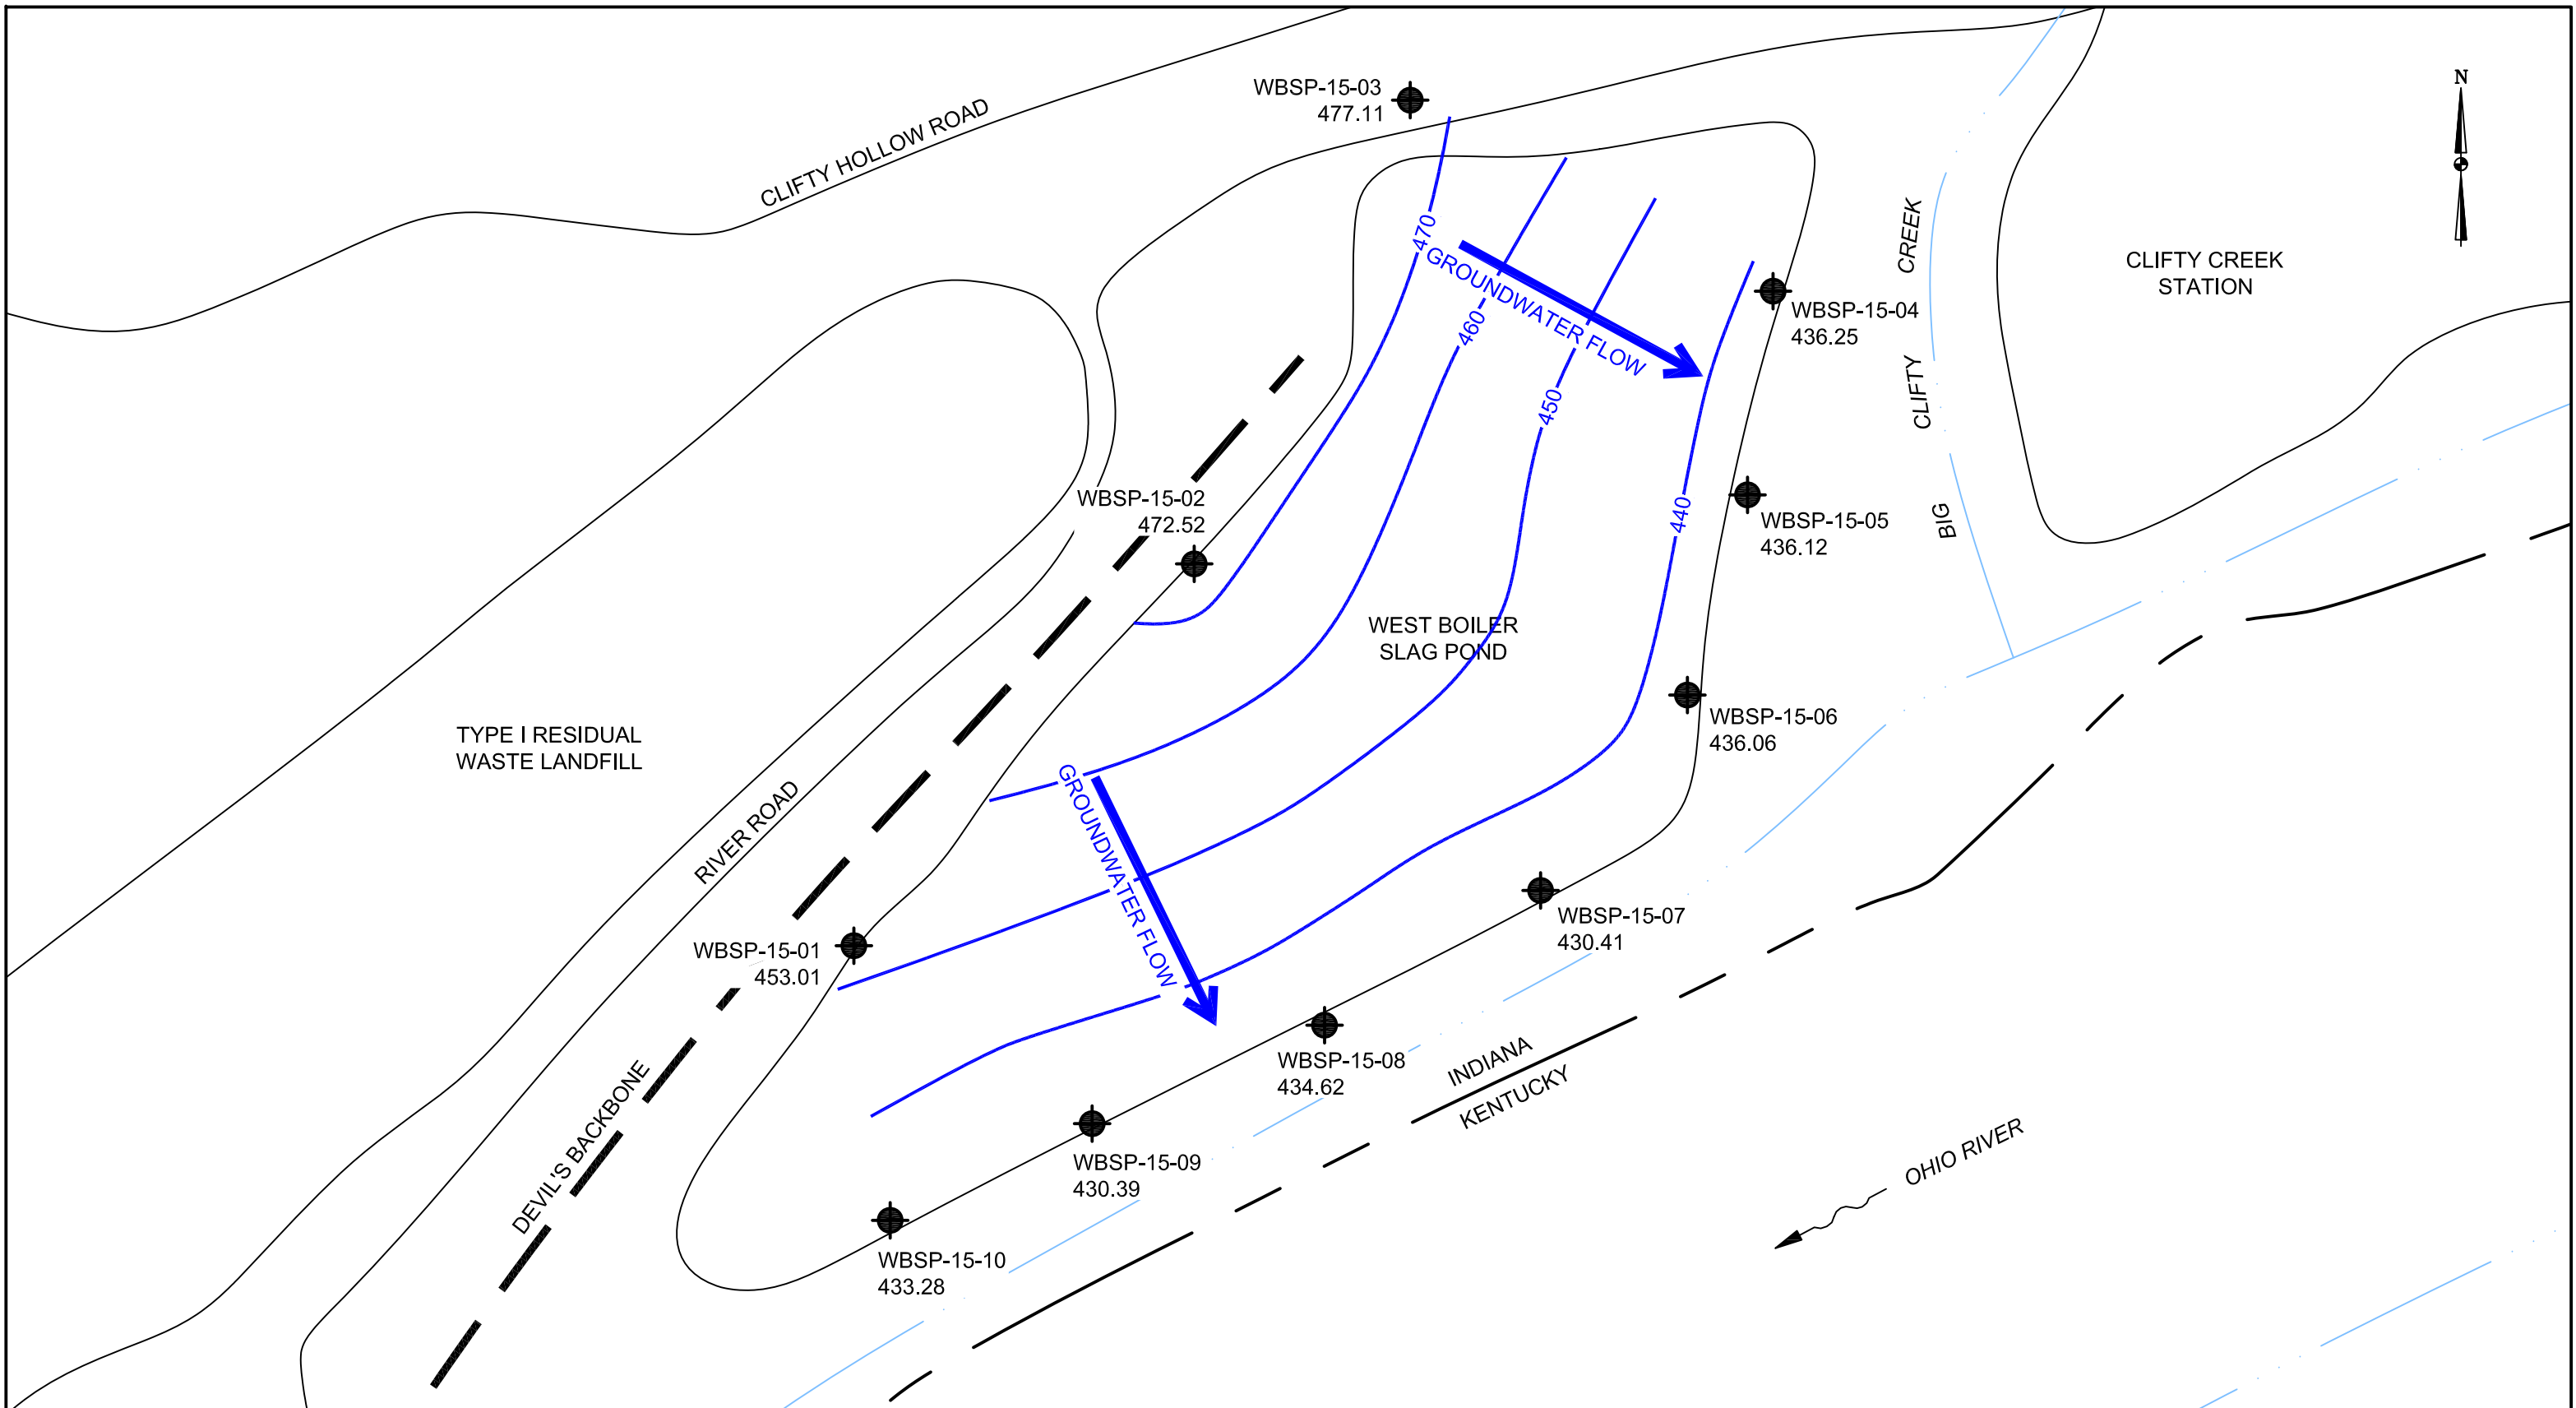 WBSP-15-03
477.11
N
CLIFTY HOLLOW ROAD
470
GROUNDWATER FLOW
CREEK
CLIFTY
BIG
CLIFTY CREEK
STATION
WBSP-15-04
436.25
460
450
440
WBSP-15-02
472.52
WBSP-15-05
436.12
WEST BOILER
SLAG POND
WBSP-15-06
436.06
TYPE I RESIDUAL
WASTE LANDFILL
RIVER ROAD
GROUNDWATER FLOW
WBSP-15-01
453.01
WBSP-15-07
430.41
WBSP-15-08
434.62
INDIANA
KENTUCKY
DEVIL'S BACKBONE
WBSP-15-09
430.39
OHIO RIVER
WBSP-15-10
433.28